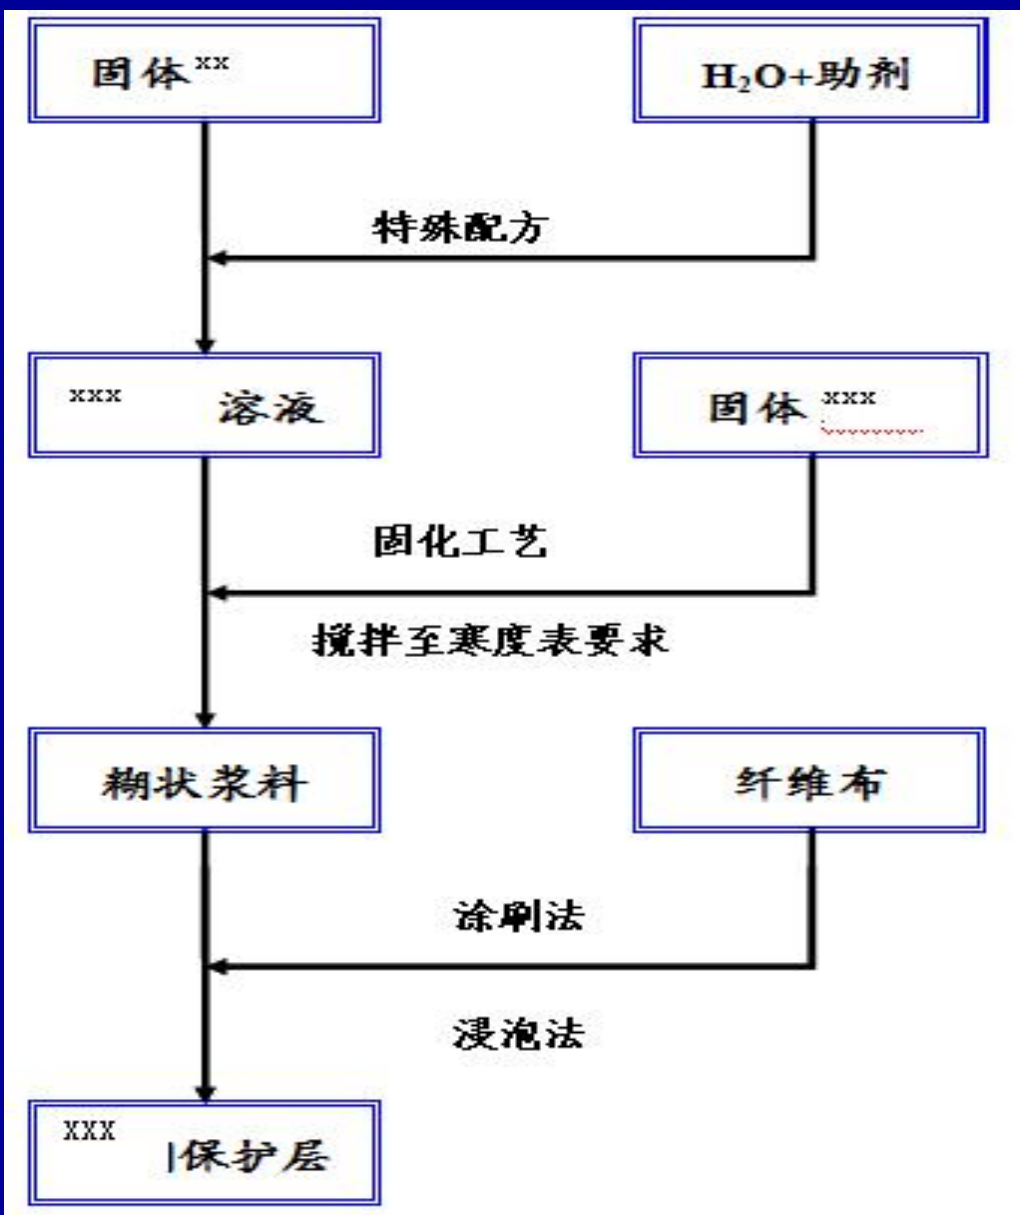 固体xx
H₂O+助剂
特殊配方
xxx 溶液
固体 xxx
固化工艺
搅拌至寒度表要求
糊状浆料
纤维布
涂刷法
浸泡法
XXX |保护层